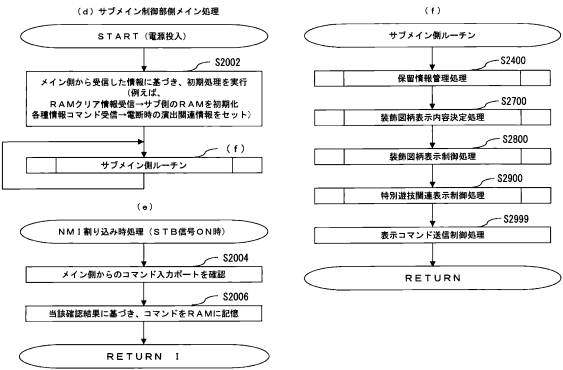 (d) サブメイン制御部側メイン処理
START(電源投入)
S2002
メイン側から受信した情報に基づき、初期処理を実行
(例えば、
RAMクリア情報受信→サブ側のRAMを初期化
各種情報コマンド受信→電断時の演出関連情報をセット)
(f)
サブメイン側ルーチン
(e)
NMI割り込み時処理(STB信号ON時)
S2004
メイン側からのコマンド入力ポートを確認
S2006
当該確認結果に基づき、コマンドをRAMに記憶
RETURN I
(f)
サブメイン側ルーチン
S2400
保留情報管理処理
S2700
装飾図柄表示内容決定処理
S2800
装飾図柄表示制御処理
S2900
特別遊技関連表示制御処理
S2999
表示コマンド送信制御処理
RETURN